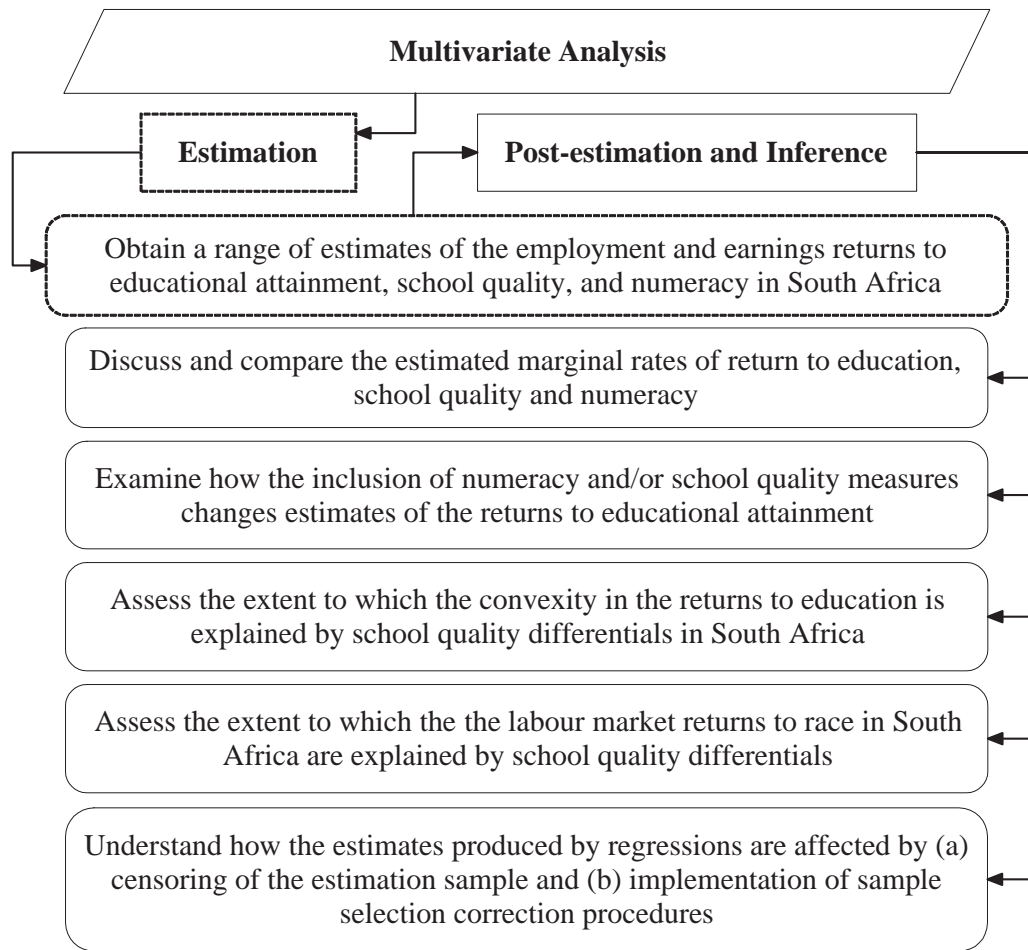 Multivariate Analysis
Estimation
Post-estimation and Inference
Obtain a range of estimates of the employment and earnings returns to
educational attainment, school quality, and numeracy in South Africa
Discuss and compare the estimated marginal rates of return to education,
school quality and numeracy
Examine how the inclusion of numeracy and/or school quality measures
changes estimates of the returns to educational attainment
Assess the extent to which the convexity in the returns to education is
explained by school quality differentials in South Africa
Assess the extent to which the the labour market returns to race in South
Africa are explained by school quality differentials
Understand how the estimates produced by regressions are affected by (a)
censoring of the estimation sample and (b) implementation of sample
selection correction procedures